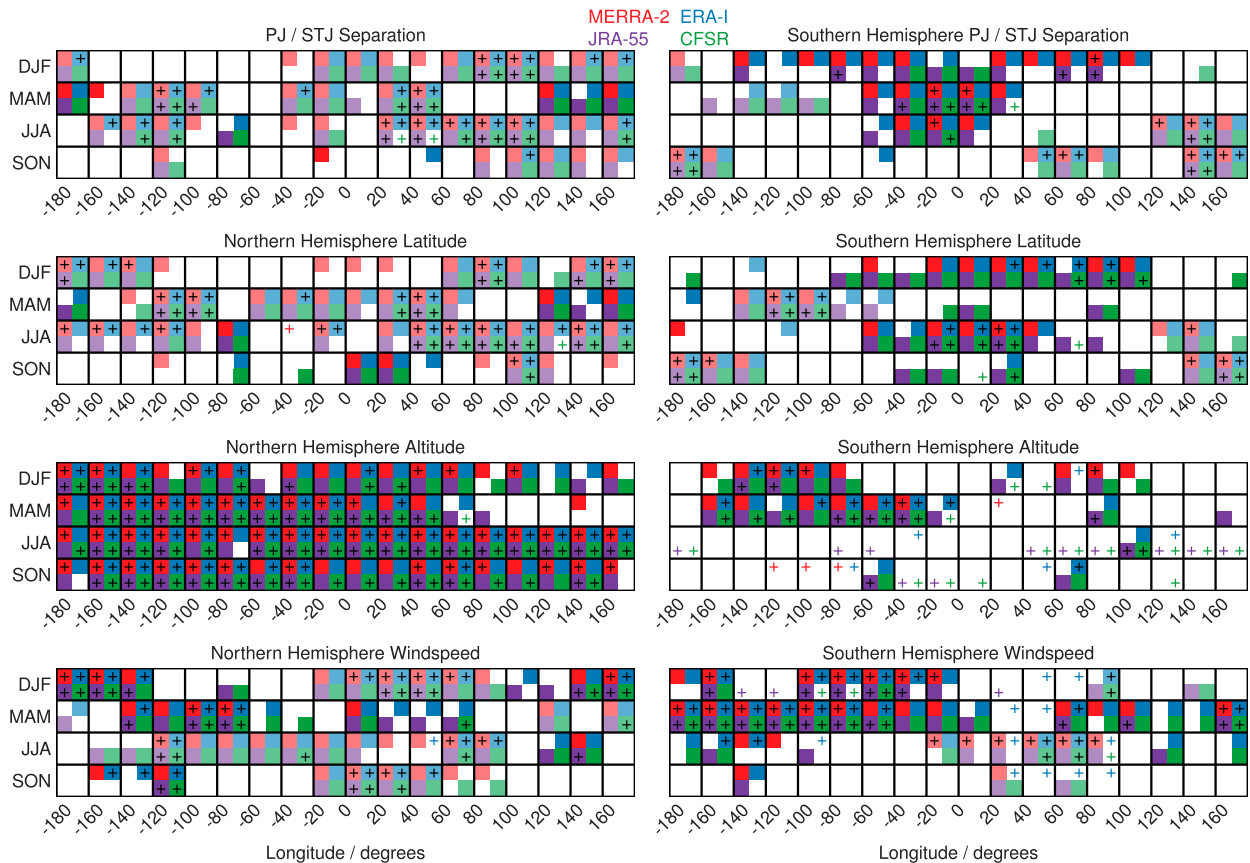 MERRA-2 ERA-I
JRA-55 CFSR
PJ / STJ Separation
Southern Hemisphere PJ / STJ Separation
DJF
MAM
JJA
SON
-180 -160 -140 -120 -100 -80 -60 -40 -20 0 20 40 60 80 100 120 140 160
-180 -160 -140 -120 -100 -80 -60 -40 -20 0 20 40 60 80 100 120 140 160
Northern Hemisphere Latitude
Southern Hemisphere Latitude
DJF
MAM
JJA
SON
-180 -160 -140 -120 -100 -80 -60 -40 -20 0 20 40 60 80 100 120 140 160
-180 -160 -140 -120 -100 -80 -60 -40 -20 0 20 40 60 80 100 120 140 160
Northern Hemisphere Altitude
Southern Hemisphere Altitude
DJF
MAM
JJA
SON
-180 -160 -140 -120 -100 -80 -60 -40 -20 0 20 40 60 80 100 120 140 160
-180 -160 -140 -120 -100 -80 -60 -40 -20 0 20 40 60 80 100 120 140 160
Northern Hemisphere Windspeed
Southern Hemisphere Windspeed
DJF
MAM
JJA
SON
-180 -160 -140 -120 -100 -80 -60 -40 -20 0 20 40 60 80 100 120 140 160
-180 -160 -140 -120 -100 -80 -60 -40 -20 0 20 40 60 80 100 120 140 160
Longitude / degrees
Longitude / degrees